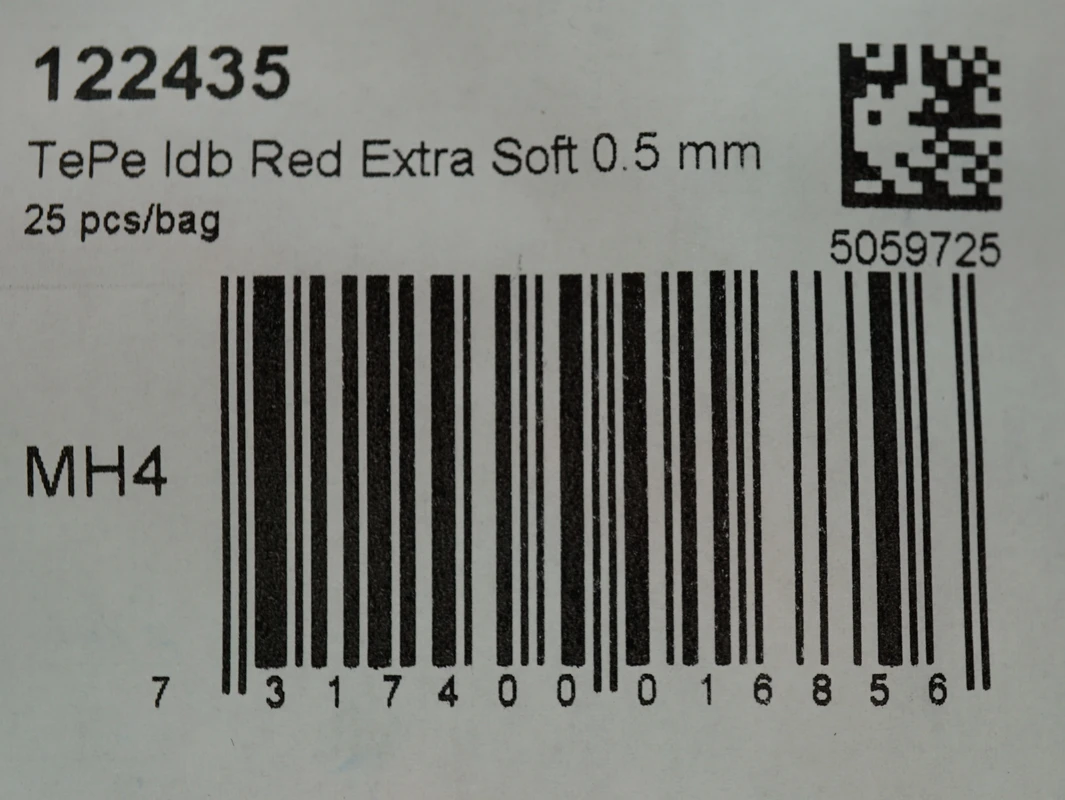 122435
TePe Idb Red Extra Soft 0.5 mm
25 pcs/bag
5059725
MH4
7 317400 016856